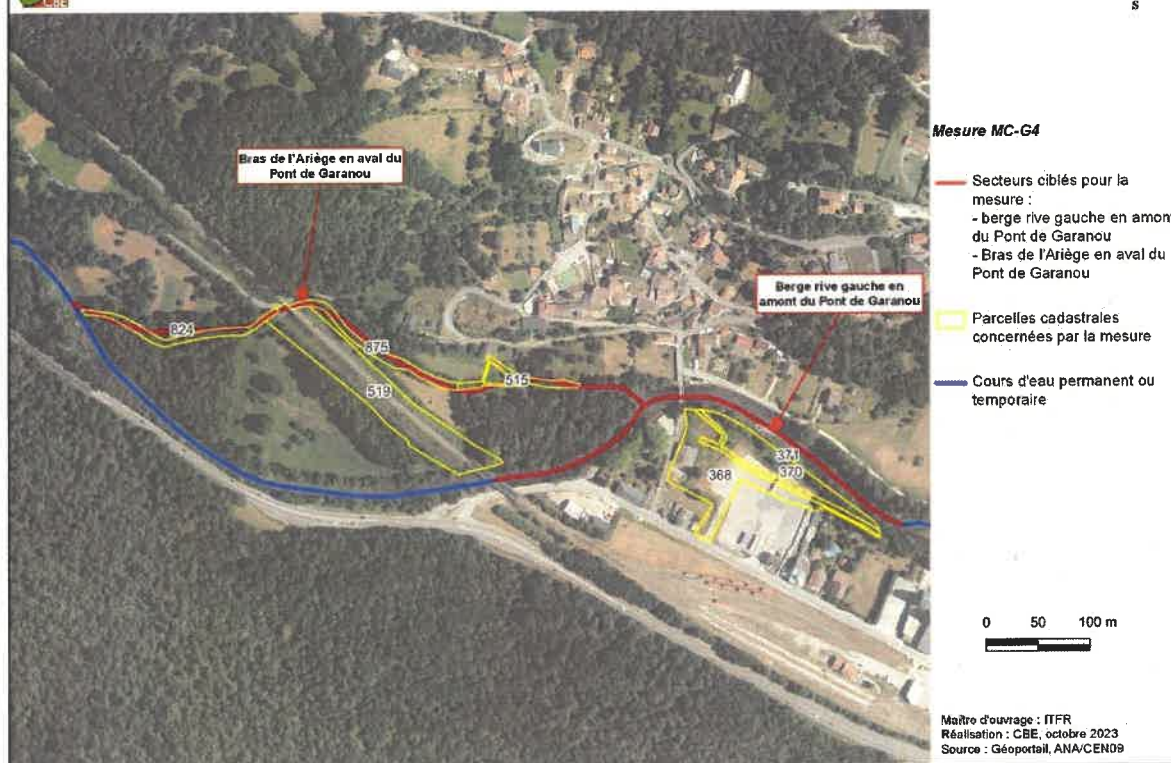 CBE
s
Bras de l'Ariège en aval du
Pont de Garanou
Berge rive gauche en
amont du Pont de Garanou
824
875
519
515
371
370
368
Mesure MC-G4
Secteurs ciblés pour la
mesure :
- berge rive gauche en amon
du Pont de Garanou
- Bras de l'Ariège en aval du
Pont de Garanou
Parcelles cadastrales
concernées par la mesure
Cours d'eau permanent ou
temporaire
0 50 100 m
Maître d'ouvrage : ITFR
Réalisation : CBE, octobre 2023
Source : Géoportail, ANA/CEN09